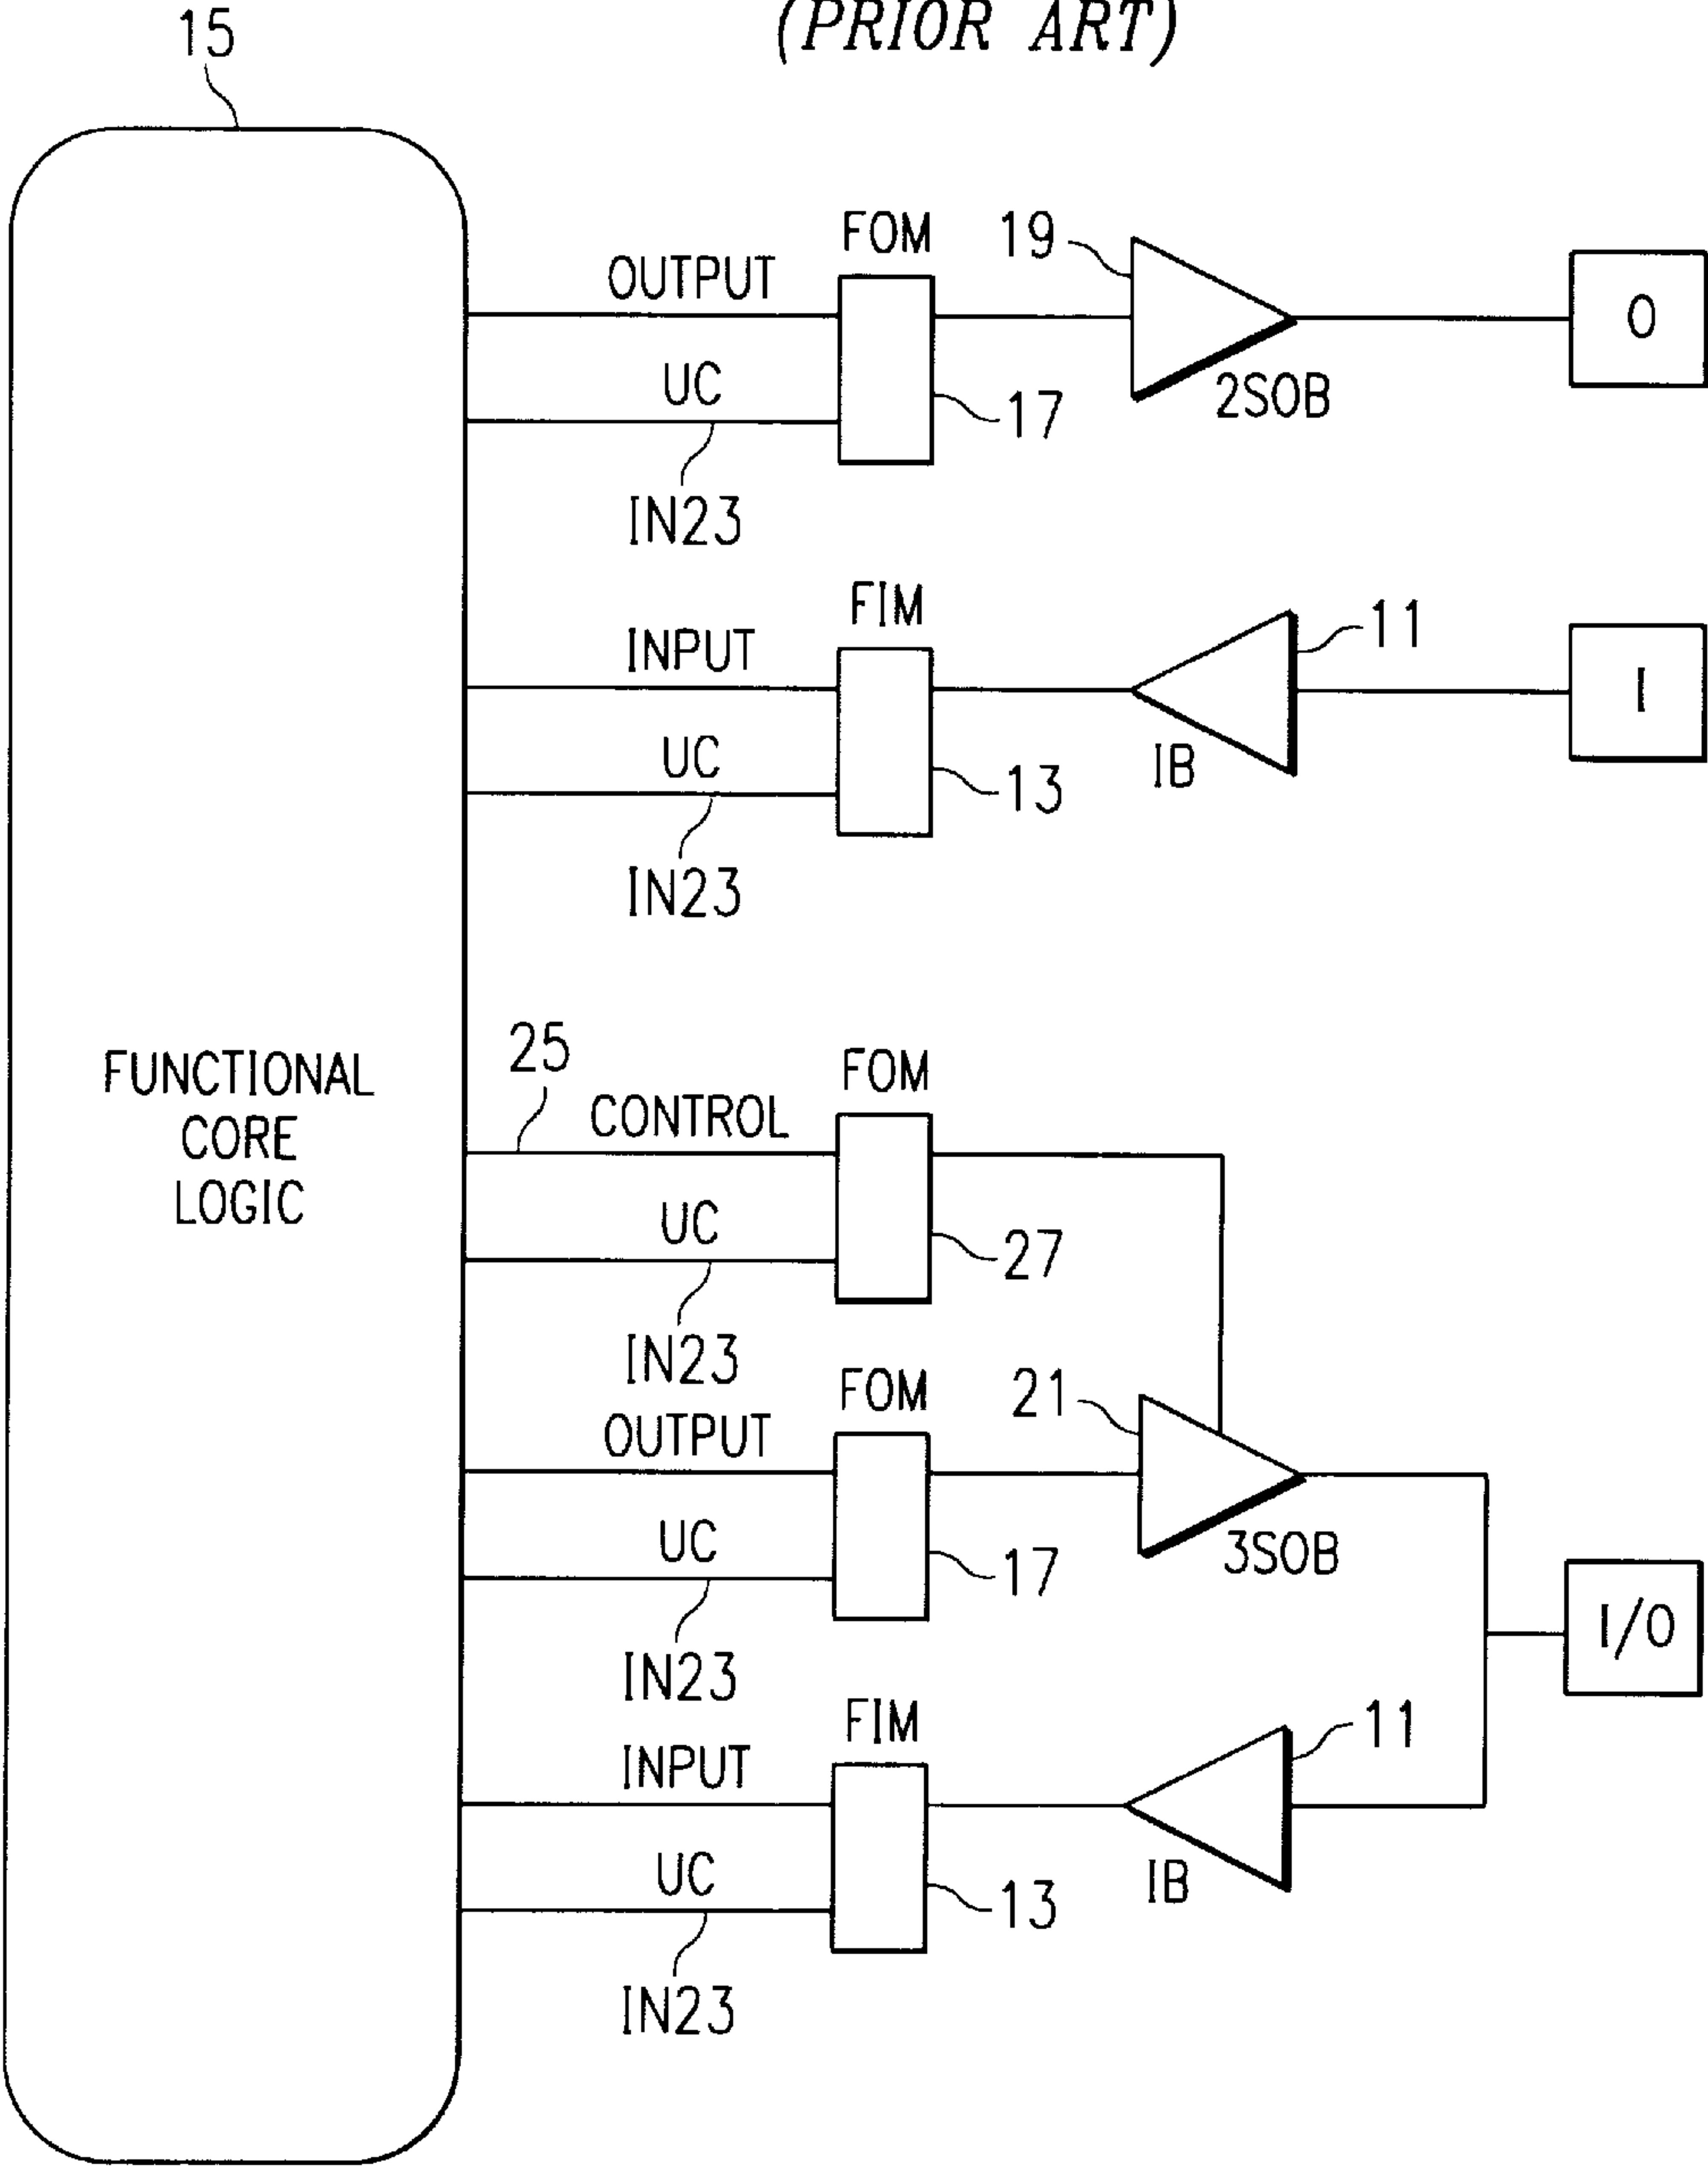 (PRIOR ART)
15
FOM
19
OUTPUT
O
UC
2SOB
17
IN23
FIM
11
INPUT
I
UC
IB
13
IN23
25
FOM
CONTROL
FUNCTIONAL
CORE
LOGIC
UC
27
IN23
FOM
21
OUTPUT
UC
3SOB
17
I/O
IN23
FIM
11
INPUT
UC
IB
13
IN23